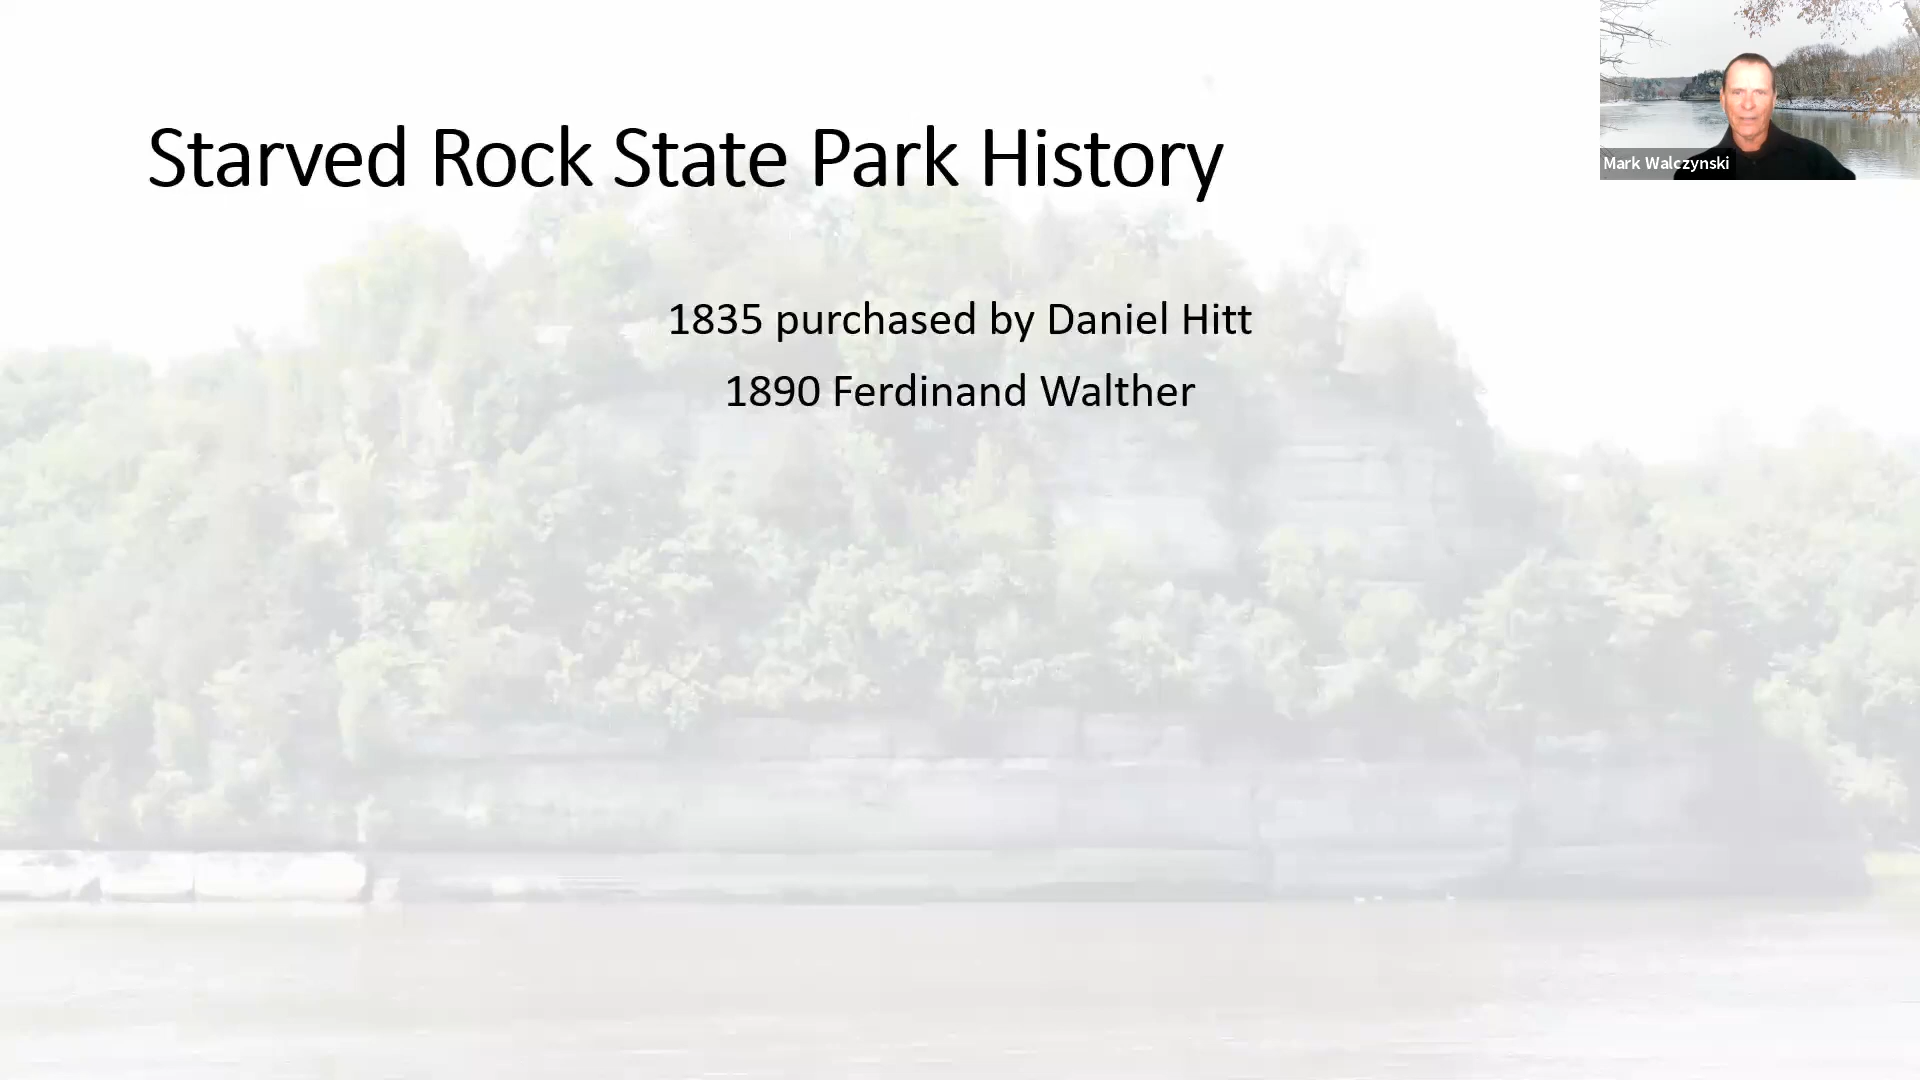 Starved Rock State Park History
Mark Walczynski
1835 purchased by Daniel Hitt
1890 Ferdinand Walther